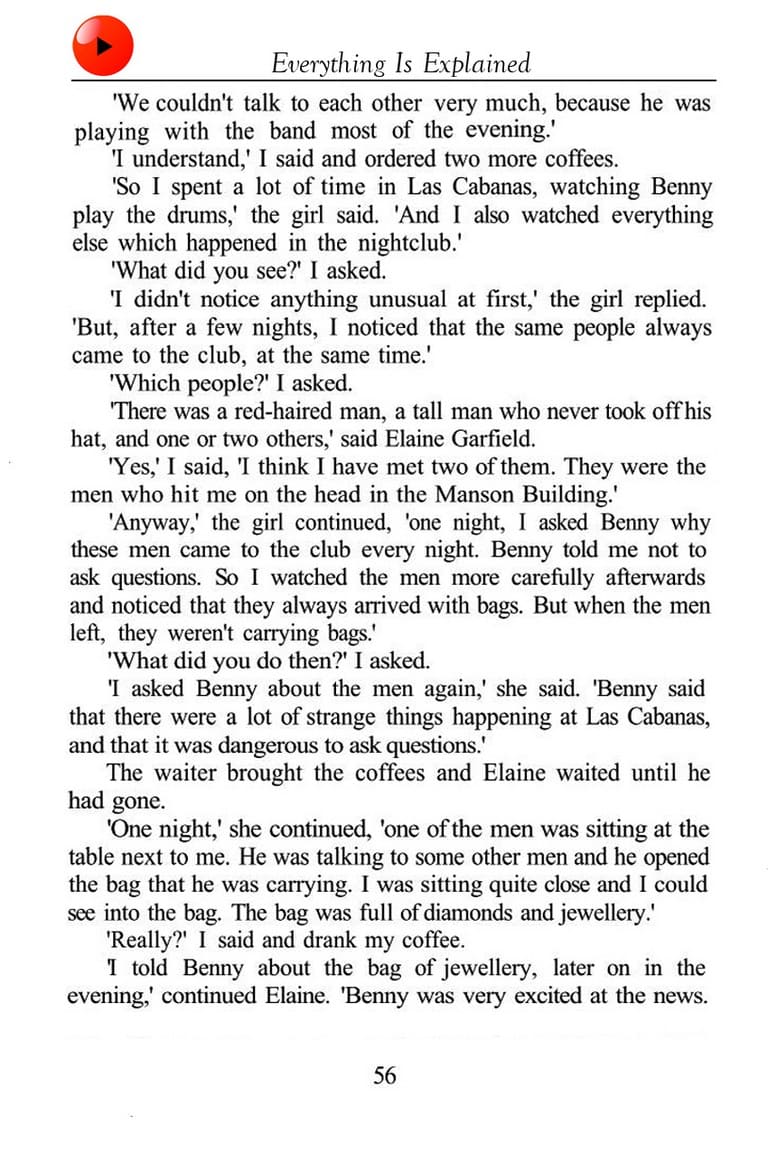 Everything Is Explained
'We couldn't talk to each other very much, because he was
playing with the band most of the evening.'
'I understand,' I said and ordered two more coffees.
'So I spent a lot of time in Las Cabanas, watching Benny
play the drums,' the girl said. 'And I also watched everything
else which happened in the nightclub.'
'What did you see?' I asked.
'I didn't notice anything unusual at first,' the girl replied.
'But, after a few nights, I noticed that the same people always
came to the club, at the same time.'
'Which people?' I asked.
'There was a red-haired man, a tall man who never took off his
hat, and one or two others,' said Elaine Garfield.
'Yes,' I said, 'I think I have met two of them. They were the
men who hit me on the head in the Manson Building.'
'Anyway,' the girl continued, 'one night, I asked Benny why
these men came to the club every night. Benny told me not to
ask questions. So I watched the men more carefully afterwards
and noticed that they always arrived with bags. But when the men
left, they weren't carrying bags.'
'What did you do then?' I asked.
'I asked Benny about the men again,' she said. 'Benny said
that there were a lot of strange things happening at Las Cabanas,
and that it was dangerous to ask questions.'
The waiter brought the coffees and Elaine waited until he
had gone.
'One night,' she continued, 'one of the men was sitting at the
table next to me. He was talking to some other men and he opened
the bag that he was carrying. I was sitting quite close and I could
see into the bag. The bag was full of diamonds and jewellery.'
'Really?' I said and drank my coffee.
'I told Benny about the bag of jewellery, later on in the
evening,' continued Elaine. 'Benny was very excited at the news.
56